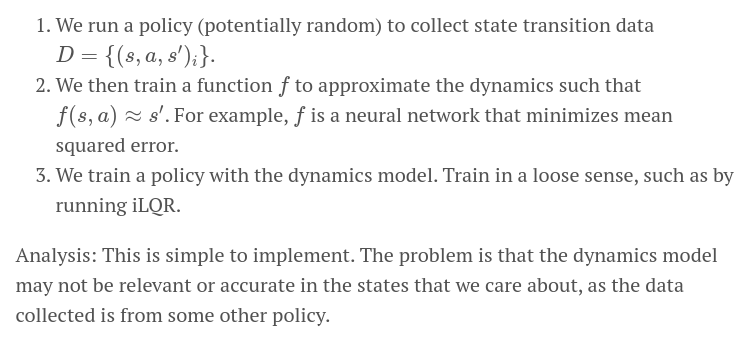 1. We run a policy (potentially random) to collect state transition data
D = {(s, a, s′)ᵢ}.
2. We then train a function f to approximate the dynamics such that
f(s, a) ≈ s′. For example, f is a neural network that minimizes mean
squared error.
3. We train a policy with the dynamics model. Train in a loose sense, such as by
running iLQR.
Analysis: This is simple to implement. The problem is that the dynamics model
may not be relevant or accurate in the states that we care about, as the data
collected is from some other policy.